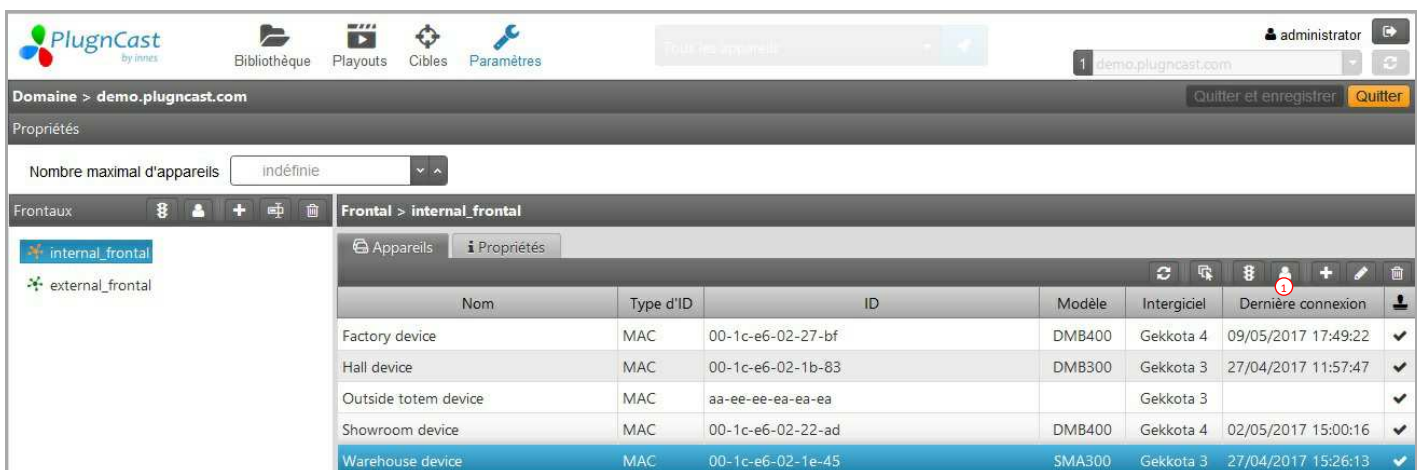 PlugnCast
by innes
Bibliothèque Playouts Cibles Paramètres
Tous les appareils
administrator
1 demo.plugncast.com
Domaine > demo.plugncast.com
Quitter et enregistrer Quitter
Propriétés
Nombre maximal d'appareils indéfinie
Frontaux
Frontal > internal_frontal
internal_frontal
external_frontal
Appareils i Propriétés
1
Nom Type d'ID ID Modèle Intergiciel Dernière connexion
Factory device MAC 00-1c-e6-02-27-bf DMB400 Gekkota 4 09/05/2017 17:49:22
Hall device MAC 00-1c-e6-02-1b-83 DMB300 Gekkota 3 27/04/2017 11:57:47
Outside totem device MAC aa-ee-ee-ea-ea-ea Gekkota 3
Showroom device MAC 00-1c-e6-02-22-ad DMB400 Gekkota 4 02/05/2017 15:00:16
Warehouse device MAC 00-1c-e6-02-1e-45 SMA300 Gekkota 3 27/04/2017 15:26:13